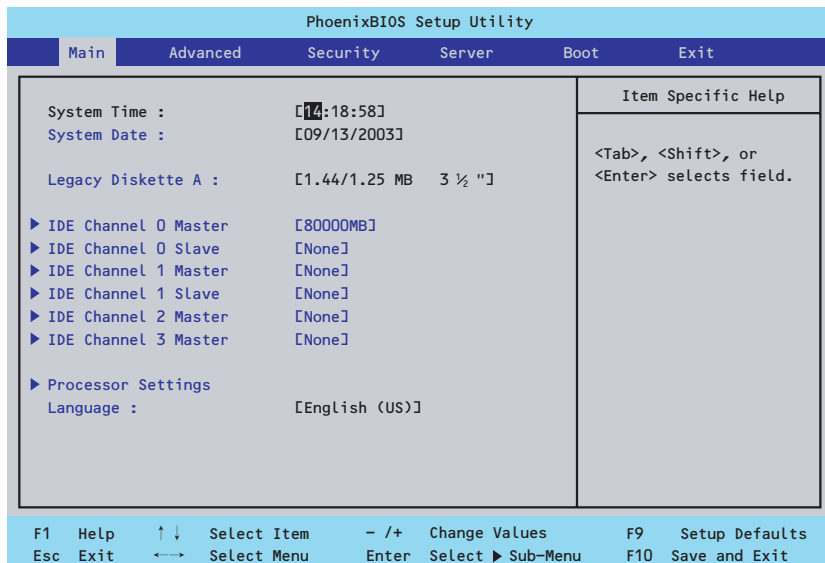 PhoenixBIOS Setup Utility
Main Advanced Security Server Boot Exit
Item Specific Help
System Time : [14:18:58]
System Date : [09/13/2003]
<Tab>, <Shift>, or
<Enter> selects field.
Legacy Diskette A : [1.44/1.25 MB 3 ½ "]
▶ IDE Channel 0 Master [80000MB]
▶ IDE Channel 0 Slave [None]
▶ IDE Channel 1 Master [None]
▶ IDE Channel 1 Slave [None]
▶ IDE Channel 2 Master [None]
▶ IDE Channel 3 Master [None]
▶ Processor Settings
Language : [English (US)]
F1 Help ↑↓ Select Item - /+ Change Values F9 Setup Defaults
Esc Exit ←→ Select Menu Enter Select ▶ Sub-Menu F10 Save and Exit